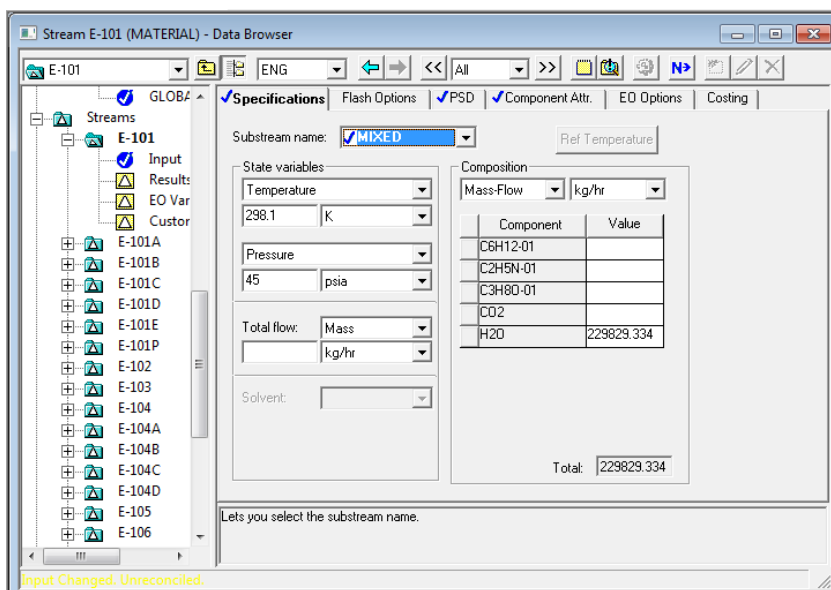 Stream E-101 (MATERIAL) - Data Browser
E-101 ENG << All >> N>
GLOBA
Streams
E-101
Input
Results
EO Var
Custor
E-101A
E-101B
E-101C
E-101D
E-101E
E-101P
E-102
E-103
E-104
E-104A
E-104B
E-104C
E-104D
E-105
E-106
Specifications Flash Options PSD Component Attr. EO Options Costing
Substream name: MIXED Ref Temperature
State variables
Temperature
298.1 K
Pressure
45 psia
Total flow: Mass
kg/hr
Solvent:
Composition
Mass-Flow kg/hr
Component Value
C6H12-01
C2H5N-01
C3H8O-01
CO2
H2O 229829.334
Total: 229829.334
Lets you select the substream name.
Input Changed. Unreconciled.